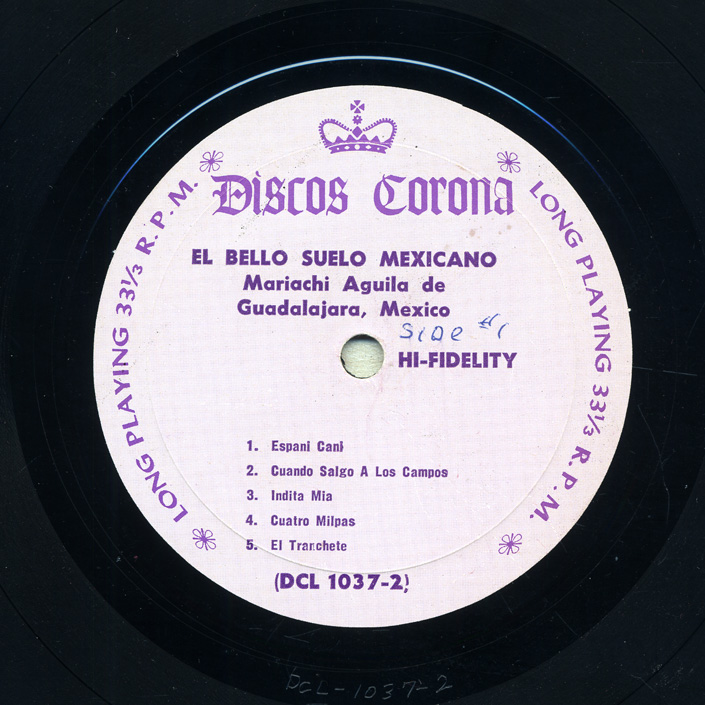 Discos Corona
LONG PLAYING 33⅓ R.P.M.
LONG PLAYING 33⅓ R.P.M.
EL BELLO SUELO MEXICANO
Mariachi Aguila de
Guadalajara, Mexico
SIDE #1
HI-FIDELITY
1. Espani Cani
2. Cuando Salgo A Los Campos
3. Indita Mia
4. Cuatro Milpas
5. El Tranchete
(DCL 1037-2)
DCL-1037-2